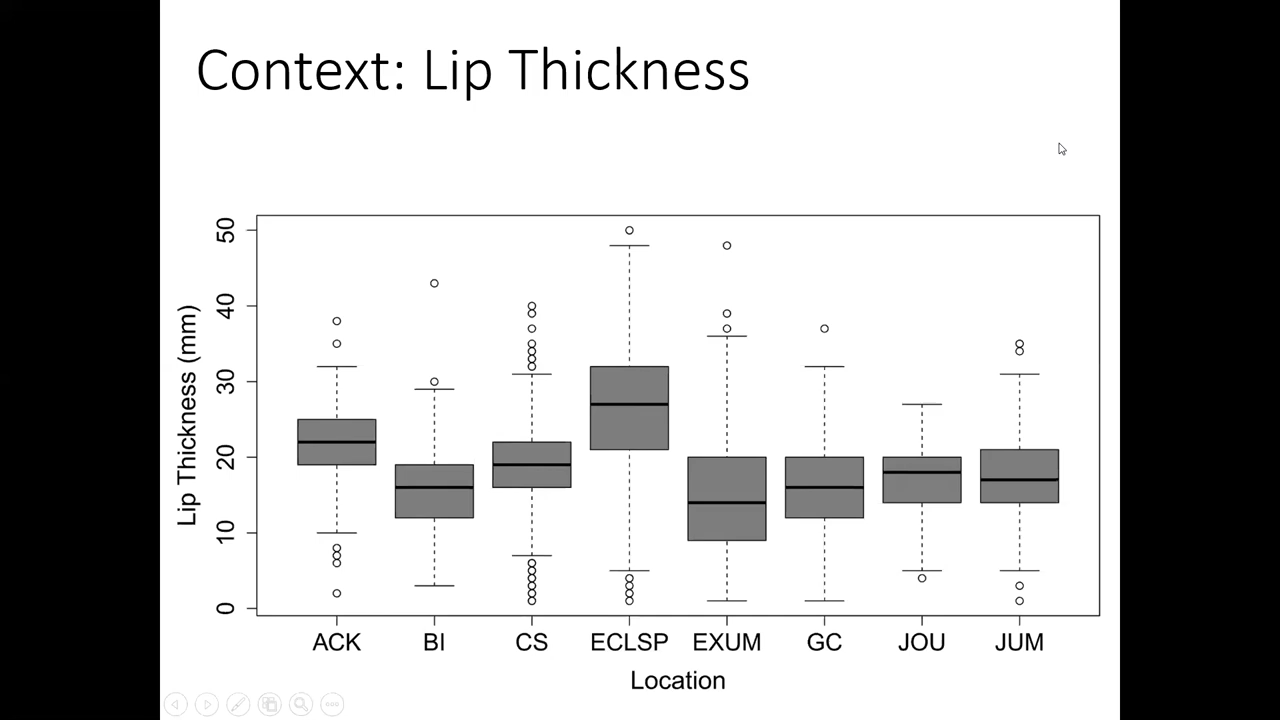 Context: Lip Thickness
50
40
30
20
10
0
Lip Thickness (mm)
ACK BI CS ECLSP EXUM GC JOU JUM
Location